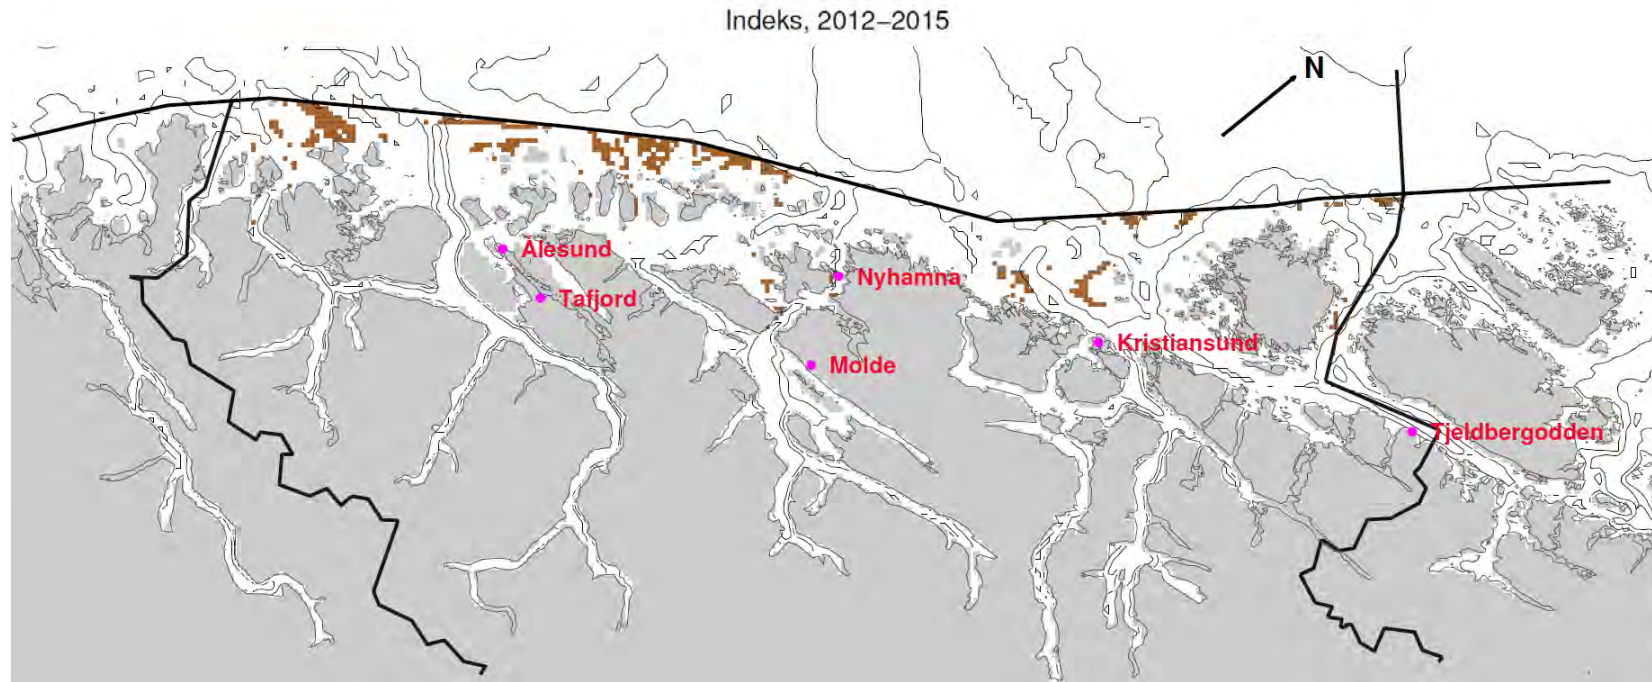 Indeks, 2012−2015
N
Ålesund
Nyhamna
Tafjord
Kristiansund
Molde
Tjeldbergodden